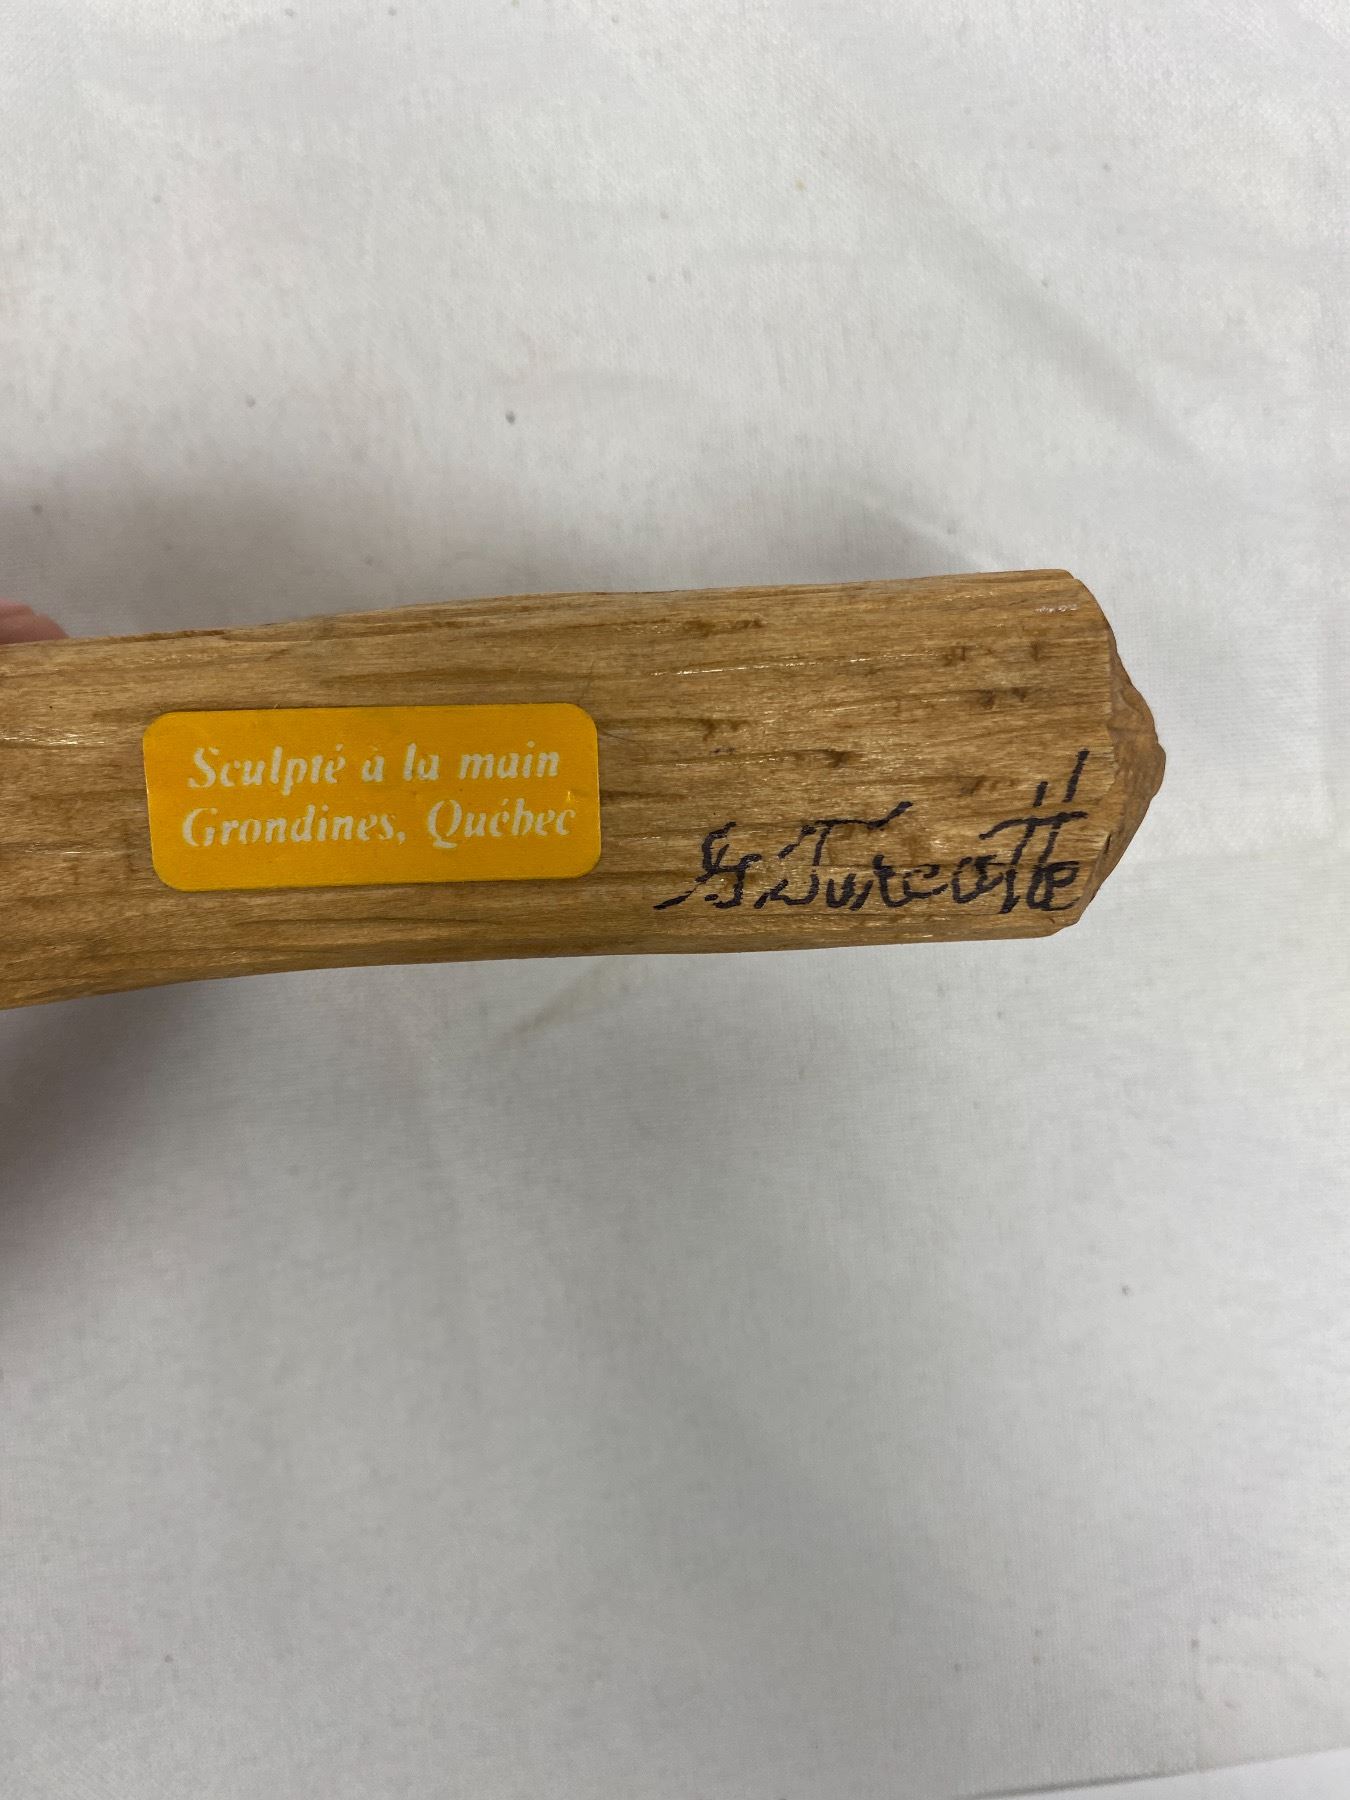 Sculpté à la main
Grondines, Québec
G. Turcotte